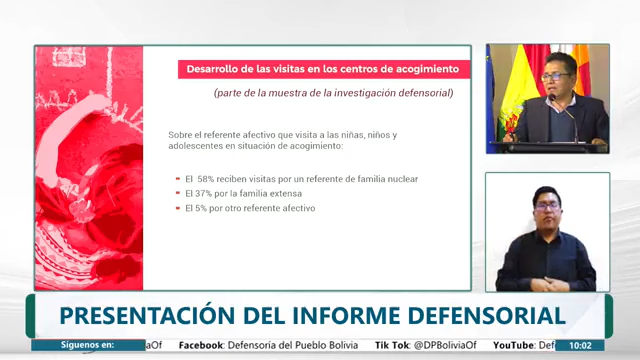 Desarrollo de las visitas en los centros de acogimiento
(parte de la muestra de la investigación defensorial)
Sobre el referente afectivo que visita a las niñas, niños y
adolescentes en situación de acogimiento:
El 58% reciben visitas por un referente de familia nuclear
El 37% por la familia extensa
El 5% por otro referente afectivo
PRESENTACIÓN DEL INFORME DEFENSORIAL
Síguenos en: iaOf Facebook: Defensoría del Pueblo Bolivia Tik Tok: @DPBoliviaOf YouTube: Def 10:02